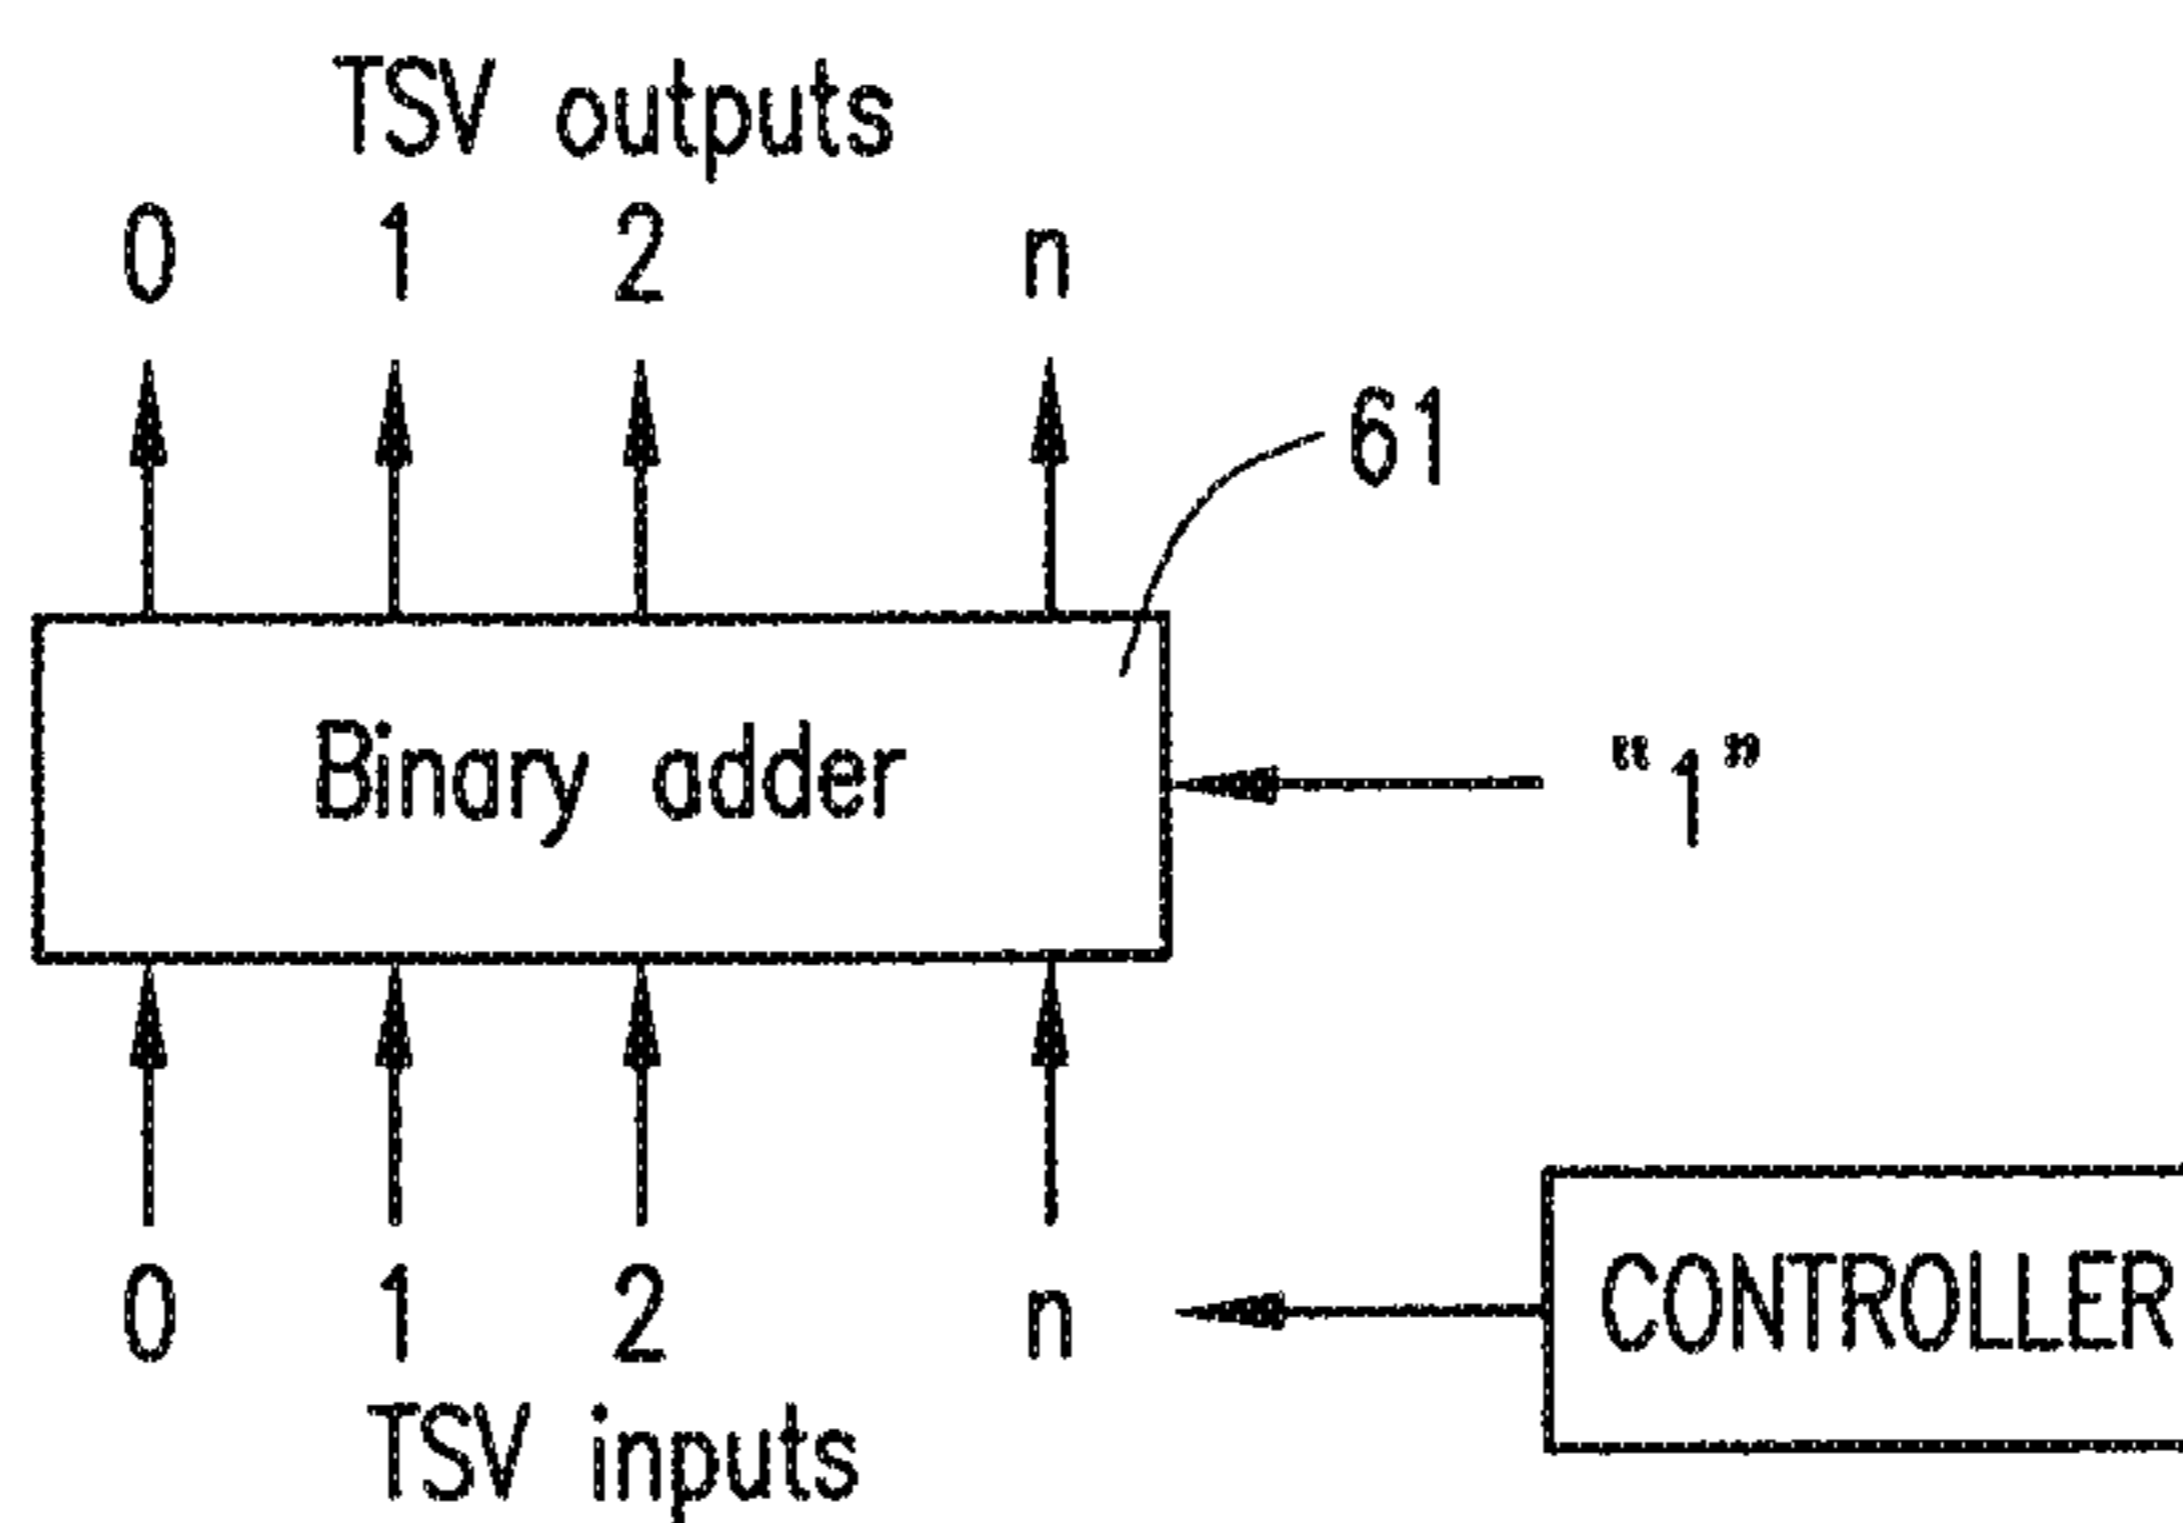 TSV outputs
0 1 2 n
61
Binary adder
“1”
0 1 2 n
CONTROLLER
TSV inputs